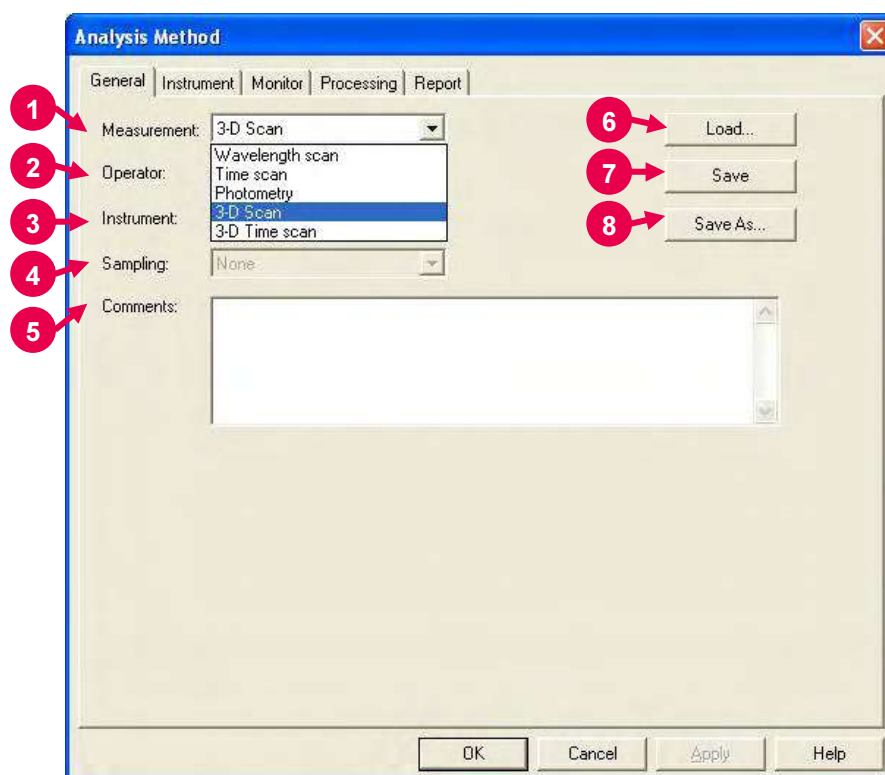 Analysis Method
General Instrument Monitor Processing Report
1 Measurement: 3-D Scan 6 Load...
Wavelength scan
2 Operator: Time scan 7 Save
Photometry
3 Instrument: 3-D Scan 8 Save As...
3-D Time scan
4 Sampling: None
5 Comments:
OK Cancel Apply Help